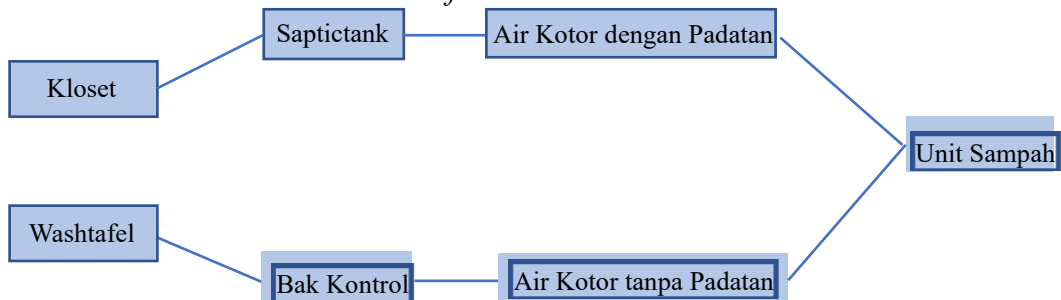 Saptictank
Air Kotor dengan Padatan
Kloset
Unit Sampah
Washtafel
Bak Kontrol
Air Kotor tanpa Padatan